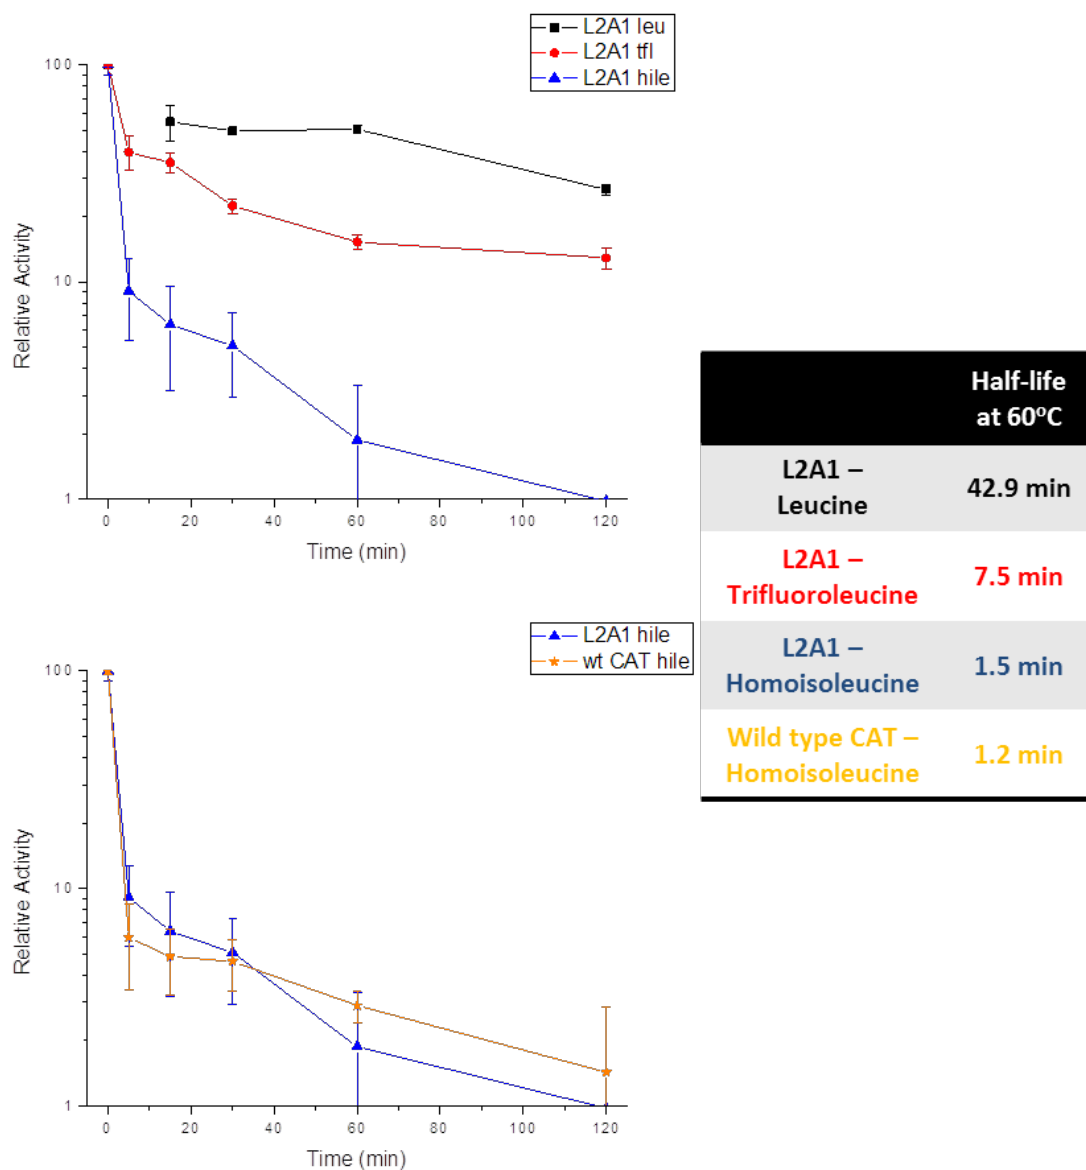 L2A1 leu
L2A1 tfl
L2A1 hile
100
10
1
Relative Activity
0
20
40
60
80
100
120
Time (min)
Half-life
at 60°C
L2A1 –
Leucine
42.9 min
L2A1 –
Trifluoroleucine
7.5 min
L2A1 –
Homoisoleucine
1.5 min
Wild type CAT –
Homoisoleucine
1.2 min
L2A1 hile
wt CAT hile
100
10
1
Relative Activity
0
20
40
60
80
100
120
Time (min)